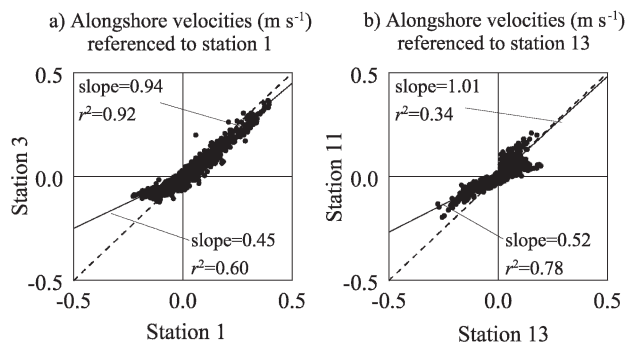 a) Alongshore velocities (m s⁻¹)
referenced to station 1
b) Alongshore velocities (m s⁻¹)
referenced to station 13
0.5
slope=0.94
r²=0.92
Station 3
0.0
slope=0.45
r²=0.60
-0.5
-0.5
0.0
0.5
Station 1
0.5
slope=1.01
r²=0.34
Station 11
0.0
slope=0.52
r²=0.78
-0.5
-0.5
0.0
0.5
Station 13